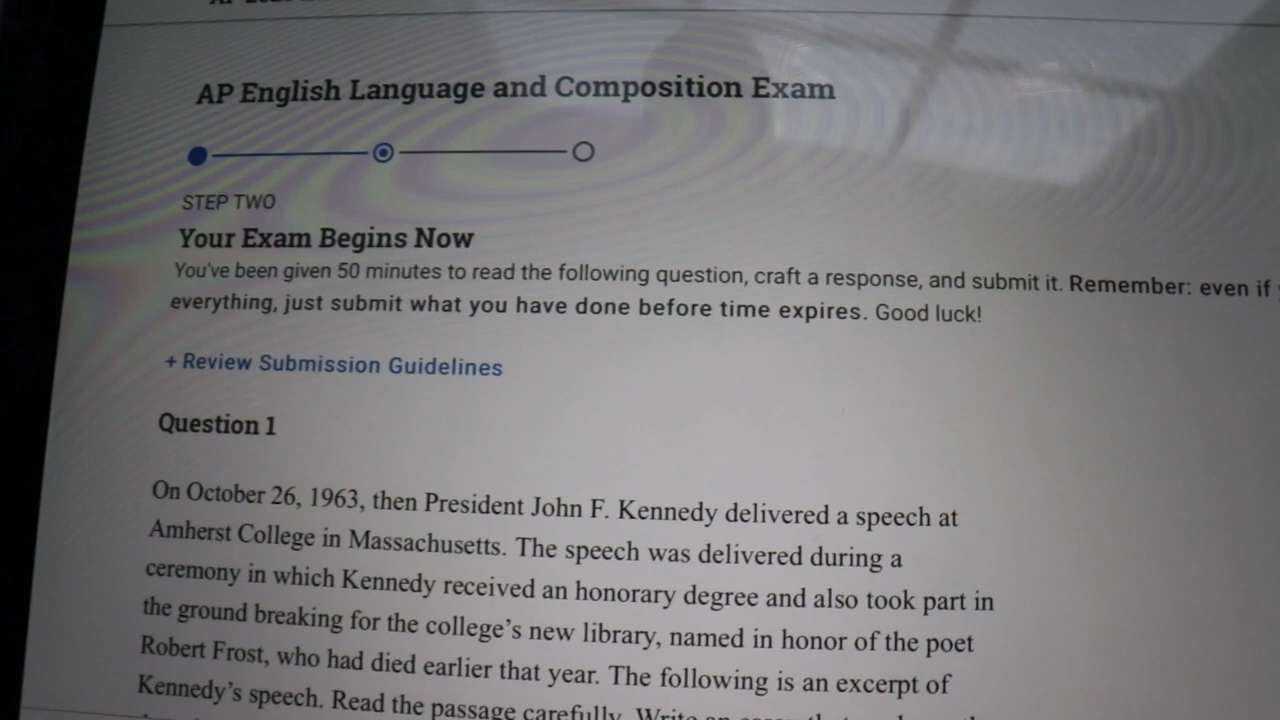 AP English Language and Composition Exam
STEP TWO
Your Exam Begins Now
You've been given 50 minutes to read the following question, craft a response, and submit it. Remember: even if
everything, just submit what you have done before time expires. Good luck!
+ Review Submission Guidelines
Question 1
On October 26, 1963, then President John F. Kennedy delivered a speech at
Amherst College in Massachusetts. The speech was delivered during a
ceremony in which Kennedy received an honorary degree and also took part in
the ground breaking for the college's new library, named in honor of the poet
Robert Frost, who had died earlier that year. The following is an excerpt of
Kennedy's speech. Read the passage carefully. Write an essay that